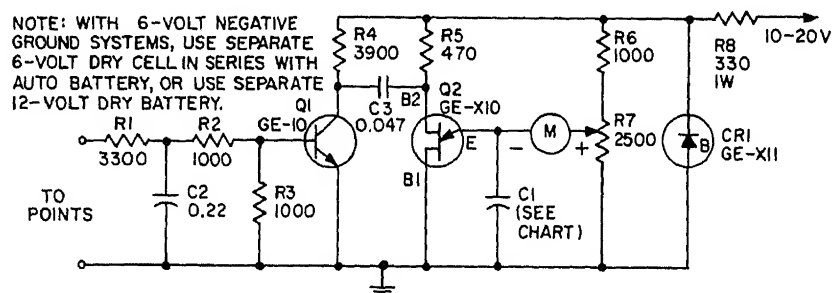 NOTE: WITH 6-VOLT NEGATIVE
GROUND SYSTEMS, USE SEPARATE
6-VOLT DRY CELL IN SERIES WITH
AUTO BATTERY, OR USE SEPARATE
12-VOLT DRY BATTERY.
R4
3900
R5
470
R6
1000
R8
330
1W
10-20V
C3
0.047
B2
Q2
GE-X10
Q1
GE-10
R1
3300
R2
1000
E
B1
-
M
+
R7
2500
CR1
GE-X11
B
TO
POINTS
C2
0.22
R3
1000
C1
(SEE
CHART)